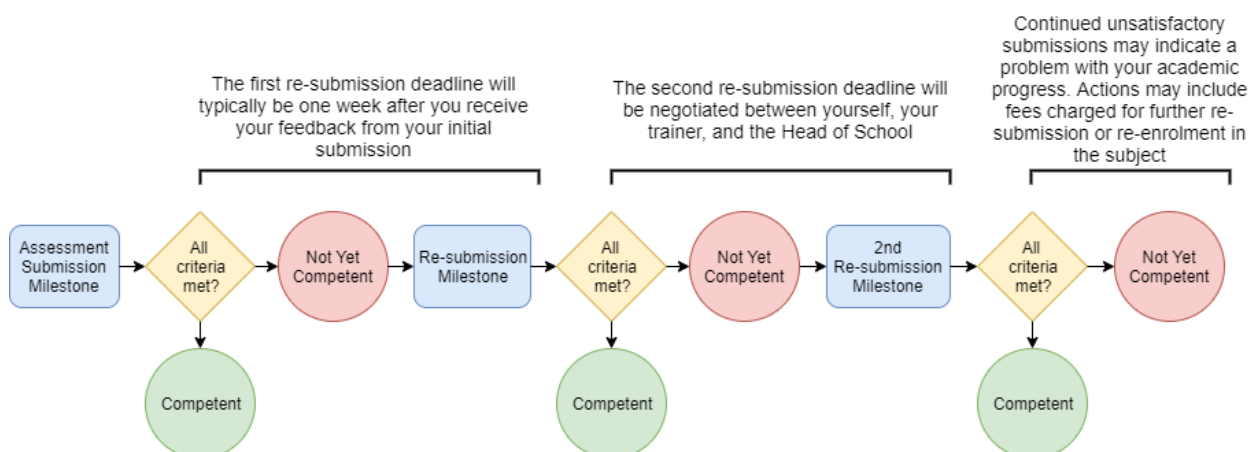 The first re-submission deadline will
typically be one week after you receive
your feedback from your initial
submission
The second re-submission deadline will
be negotiated between yourself, your
trainer, and the Head of School
Continued unsatisfactory
submissions may indicate a
problem with your academic
progress. Actions may include
fees charged for further re-
submission or re-enrolment in
the subject
Assessment
Submission
Milestone
All
criteria
met?
Not Yet
Competent
Re-submission
Milestone
All
criteria
met?
Not Yet
Competent
2nd
Re-submission
Milestone
All
criteria
met?
Not Yet
Competent
Competent
Competent
Competent